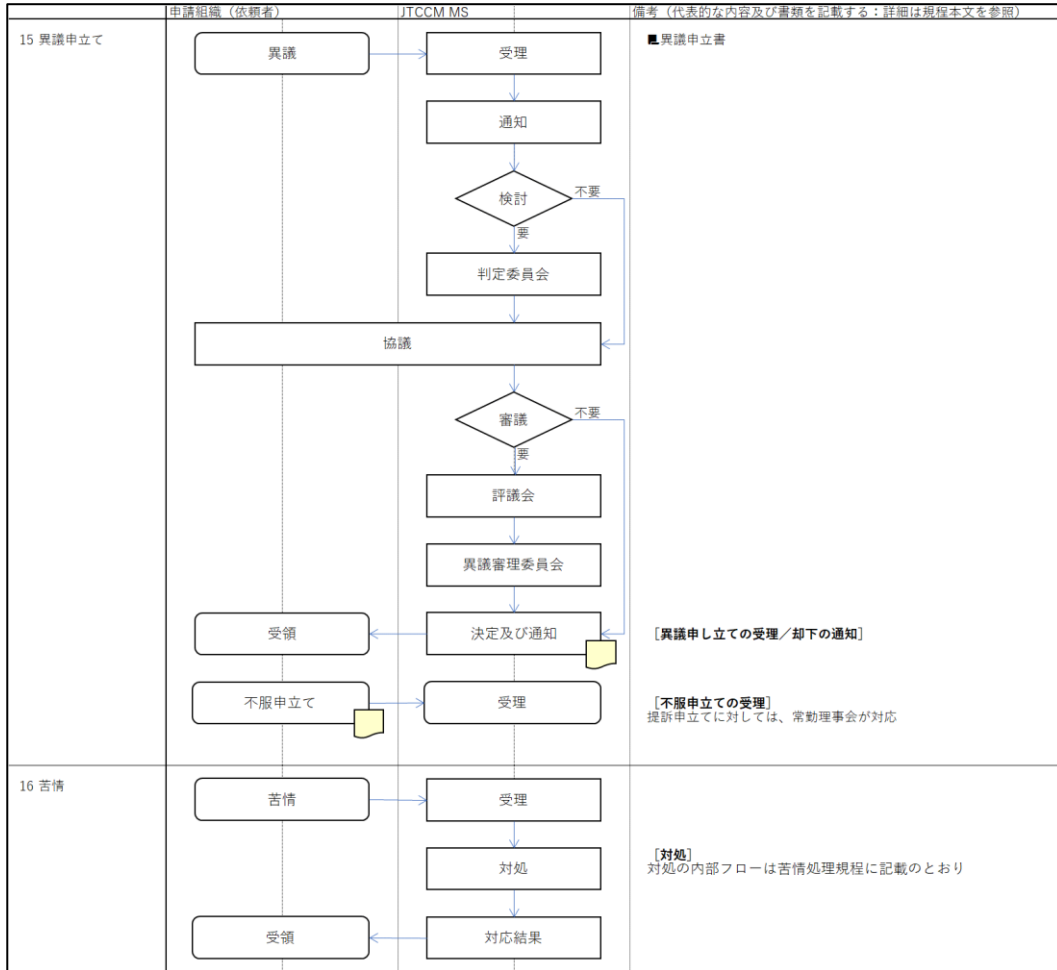 申請組織（依頼者）
JTCCM MS
備考（代表的な内容及び書類を記載する：詳細は規程本文を参照）
15 異議申立て
異議
受理
異議申立書
通知
検討
不要
要
判定委員会
協議
審議
不要
要
評議会
異議審理委員会
受領
決定及び通知
［異議申し立ての受理／却下の通知］
不服申立て
受理
［不服申立ての受理］
提訴申立てに対しては、常勤理事会が対応
16 苦情
苦情
受理
対処
［対処］
対処の内部フローは苦情処理規程に記載のとおり
受領
対応結果